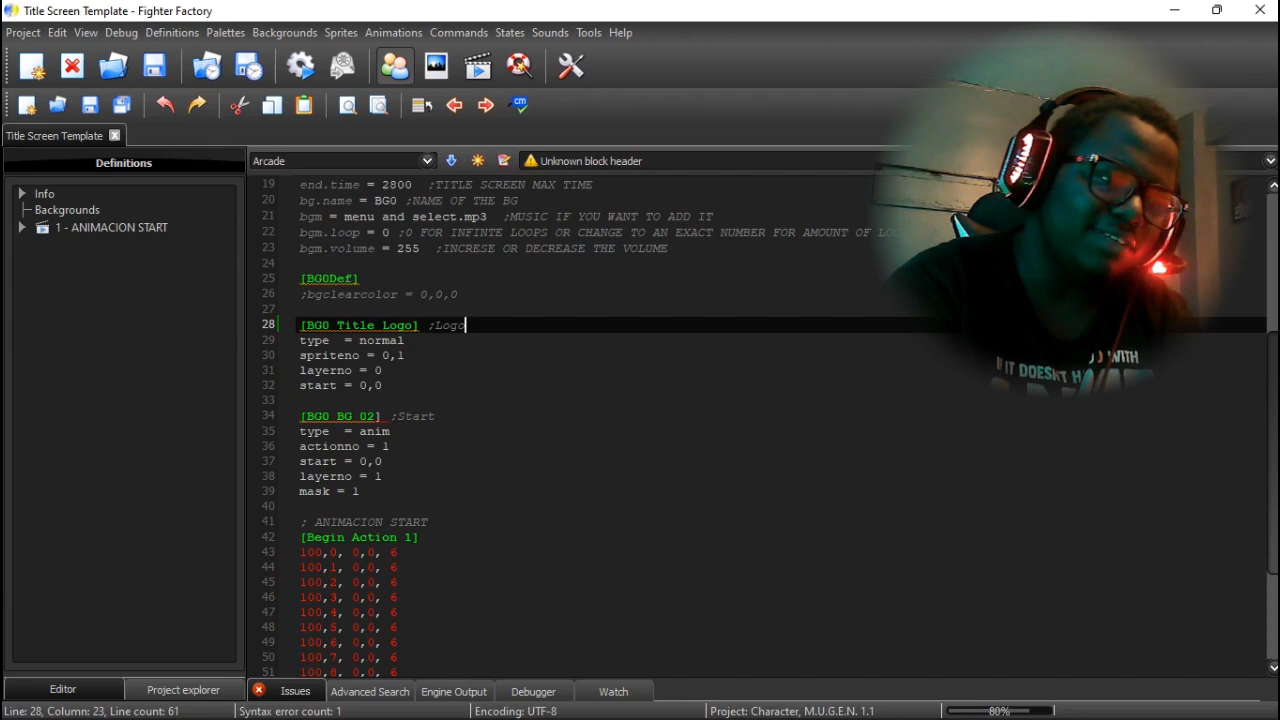 Title Screen Template - Fighter Factory
Project Edit View Debug Definitions Palettes Backgrounds Sprites Animations Commands States Sounds Tools Help
cm
Title Screen Template
Definitions
Arcade
Unknown block header
Info
Backgrounds
1 - ANIMACION START
19 end.time = 2800 ;TITLE SCREEN MAX TIME
20 bg.name = BG0 ;NAME OF THE BG
21 bgm = menu and select.mp3 ;MUSIC IF YOU WANT TO ADD IT
22 bgm.loop = 0 ;0 FOR INFINTE LOOPS OR CHANGE TO AN EXACT NUMBER FOR AMOUNT OF
23 bgm.volume = 255 ;INCRESE OR DECREASE THE VOLUME
24
25 [BG0Def]
26 ;bgclearcolor = 0,0,0
27
28 [BG0 Title Logo] ;Logo
29 type = normal
30 spriteno = 0,1
31 layerno = 0
32 start = 0,0
33
34 [BG0 BG 02] ;Start
35 type = anim
36 actionno = 1
37 start = 0,0
38 layerno = 1
39 mask = 1
40
41 ; ANIMACION START
42 [Begin Action 1]
43 100,0, 0,0, 6
44 100,1, 0,0, 6
45 100,2, 0,0, 6
46 100,3, 0,0, 6
47 100,4, 0,0, 6
48 100,5, 0,0, 6
49 100,6, 0,0, 6
50 100,7, 0,0, 6
51 100,8, 0,0, 6
WITH
IT DOESN'T
Editor
Project explorer
Issues
Advanced Search
Engine Output
Debugger
Watch
Line: 28, Column: 23, Line count: 61
Syntax error count: 1
Encoding: UTF-8
Project: Character, M.U.G.E.N. 1.1
80%